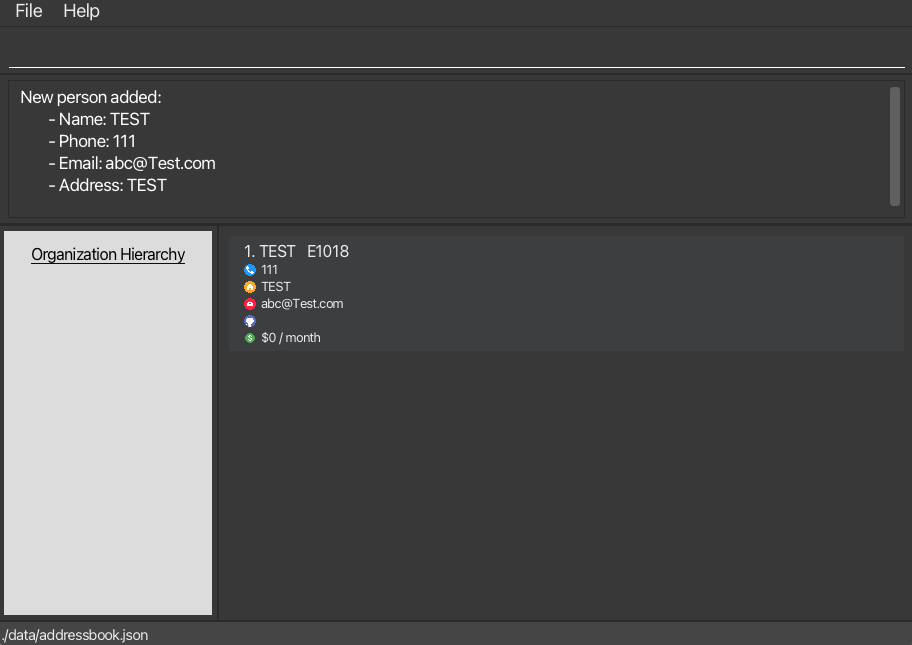 File Help
New person added:
- Name: TEST
- Phone: 111
- Email: abc@Test.com
- Address: TEST
Organization Hierarchy
1. TEST E1018
111
TEST
abc@Test.com
$0 / month
./data/addressbook.json